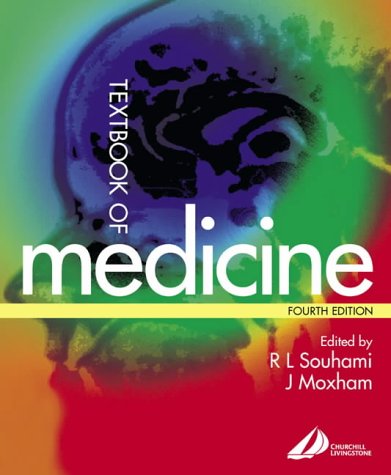 TEXTBOOK OF
medicine
FOURTH EDITION
Edited by
R L Souhami
J Moxham
CHURCHILL
LIVINGSTONE